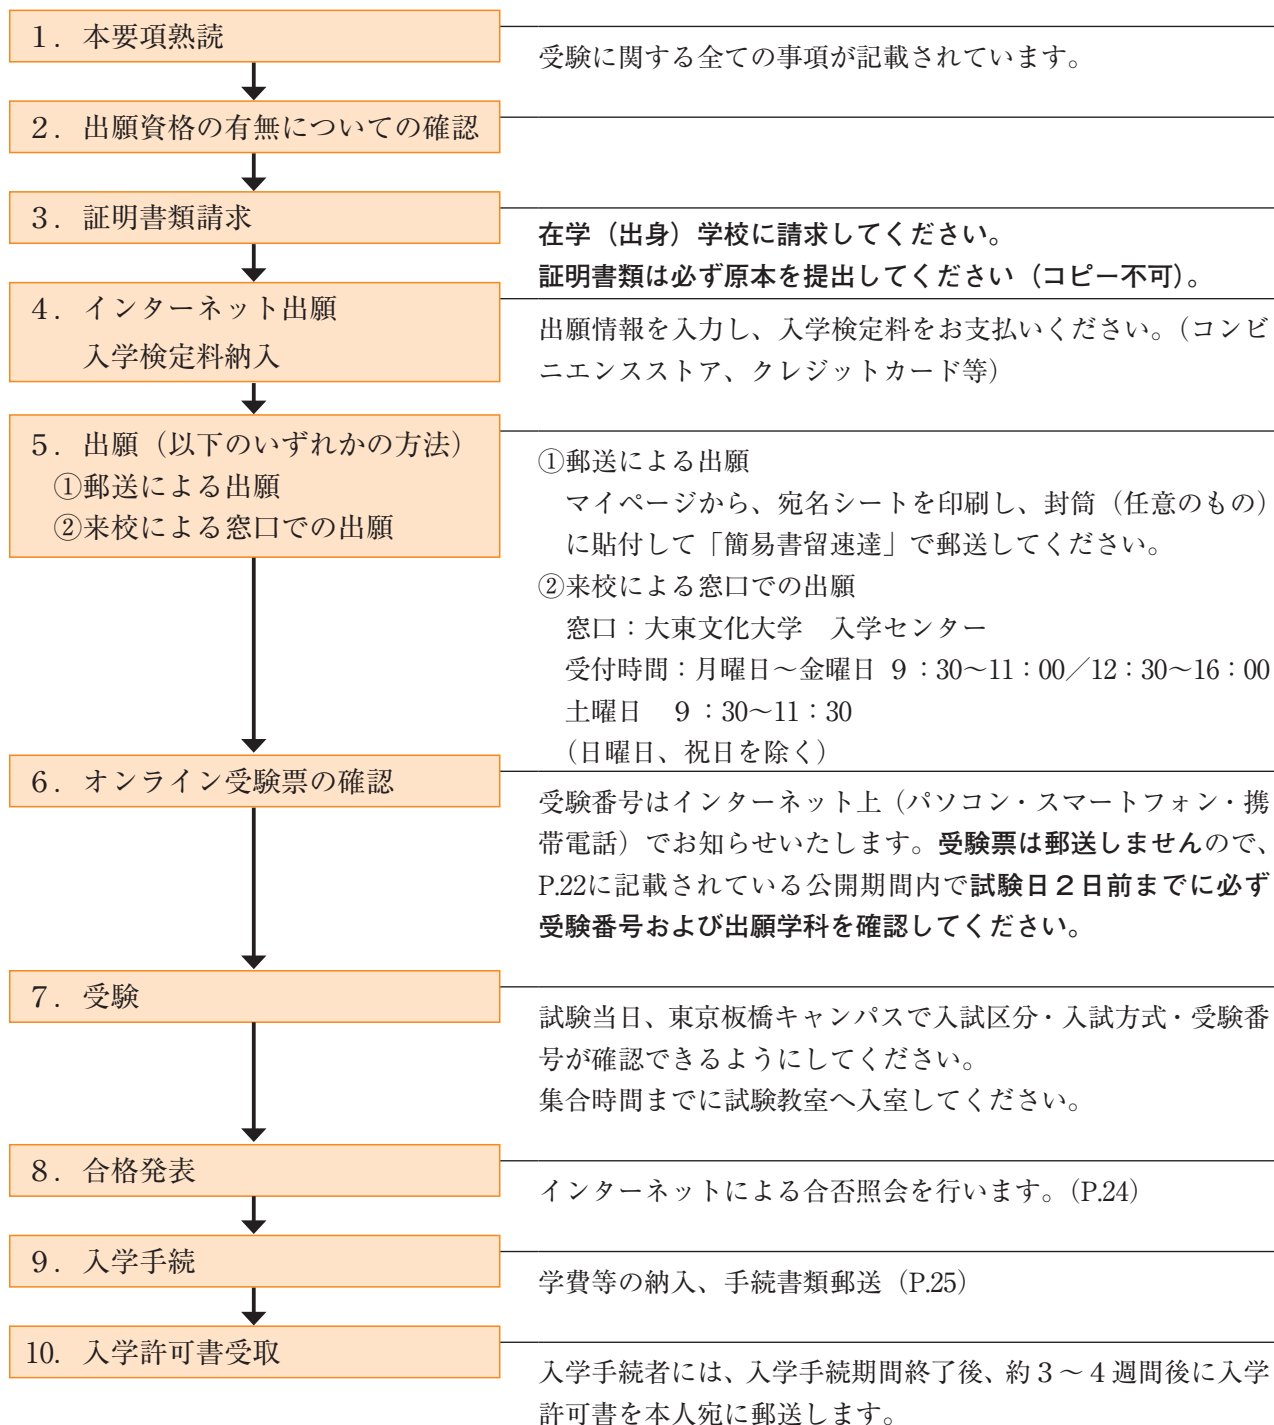 １．本要項熟読
受験に関する全ての事項が記載されています。
２．出願資格の有無についての確認
３．証明書類請求
在学（出身）学校に請求してください。
証明書類は必ず原本を提出してください（コピー不可）。
４．インターネット出願
入学検定料納入
出願情報を入力し、入学検定料をお支払いください。（コンビ
ニエンスストア、クレジットカード等）
５．出願（以下のいずれかの方法）
①郵送による出願
②来校による窓口での出願
①郵送による出願
マイページから、宛名シートを印刷し、封筒（任意のもの）
に貼付して「簡易書留速達」で郵送してください。
②来校による窓口での出願
窓口：大東文化大学　入学センター
受付時間：月曜日～金曜日 ９：30～11：00／12：30～16：00
土曜日　９：30～11：30
（日曜日、祝日を除く）
６．オンライン受験票の確認
受験番号はインターネット上（パソコン・スマートフォン・携
帯電話）でお知らせいたします。受験票は郵送しませんので、
P.22に記載されている公開期間内で試験日２日前までに必ず
受験番号および出願学科を確認してください。
７．受験
試験当日、東京板橋キャンパスで入試区分・入試方式・受験番
号が確認できるようにしてください。
集合時間までに試験教室へ入室してください。
８．合格発表
インターネットによる合否照会を行います。（P.24）
９．入学手続
学費等の納入、手続書類郵送（P.25）
10．入学許可書受取
入学手続者には、入学手続期間終了後、約３～４週間後に入学
許可書を本人宛に郵送します。